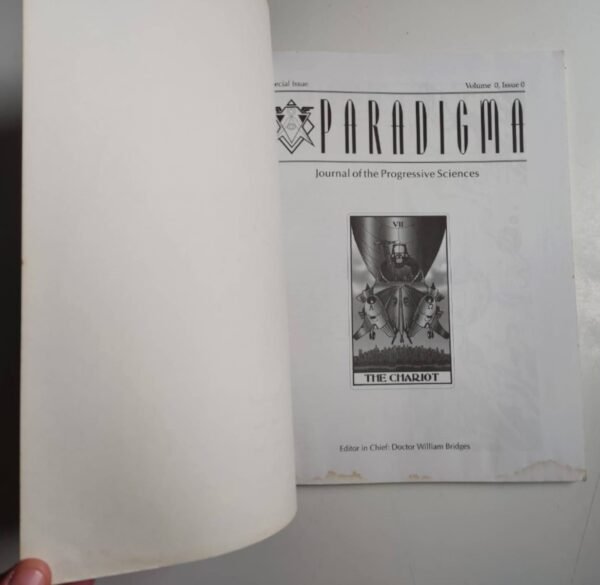 Special Issue
Volume 0, Issue 0
PARADIGMA
Journal of the Progressive Sciences
VII
THE CHARIOT
Editor in Chief: Doctor William Bridges